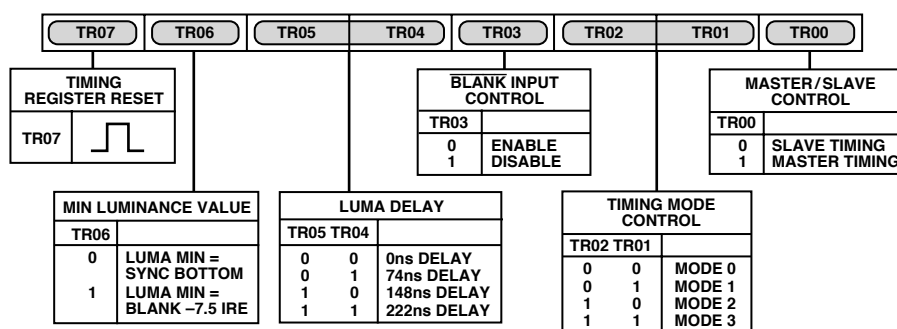 TR07 TR06 TR05 TR04 TR03 TR02 TR01 TR00
TIMING
REGISTER RESET
TR07
BLANK INPUT
CONTROL
TR03
0 ENABLE
1 DISABLE
MASTER/SLAVE
CONTROL
TR00
0 SLAVE TIMING
1 MASTER TIMING
MIN LUMINANCE VALUE
TR06
0 LUMA MIN =
SYNC BOTTOM
1 LUMA MIN =
BLANK –7.5 IRE
LUMA DELAY
TR05 TR04
0 0 0ns DELAY
0 1 74ns DELAY
1 0 148ns DELAY
1 1 222ns DELAY
TIMING MODE
CONTROL
TR02 TR01
0 0 MODE 0
0 1 MODE 1
1 0 MODE 2
1 1 MODE 3